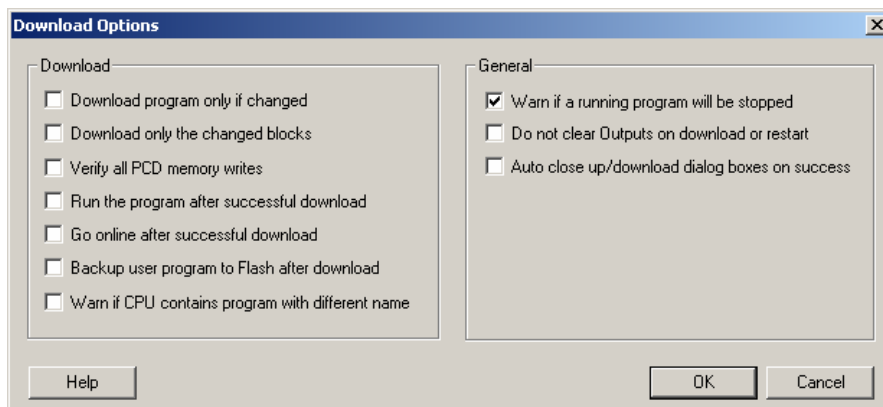 Download Options
Download
Download program only if changed
Download only the changed blocks
Verify all PCD memory writes
Run the program after successful download
Go online after successful download
Backup user program to Flash after download
Warn if CPU contains program with different name
General
Warn if a running program will be stopped
Do not clear Outputs on download or restart
Auto close up/download dialog boxes on success
Help
OK
Cancel